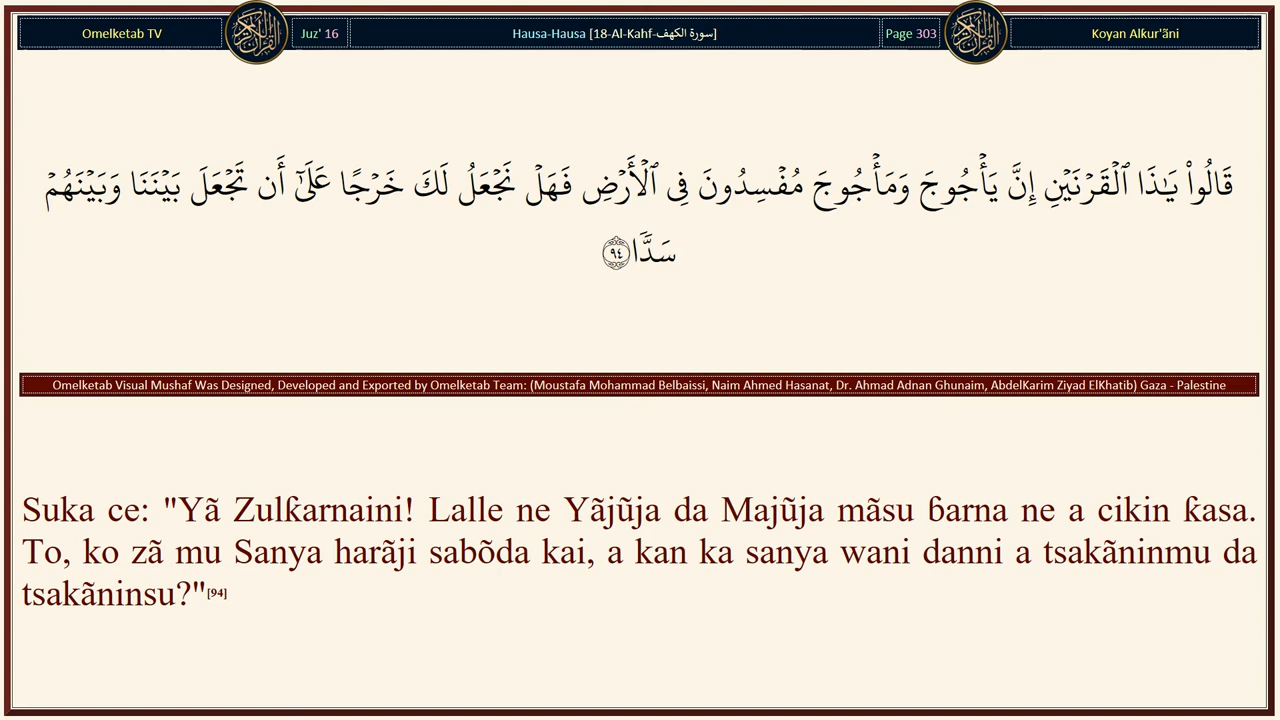 Omelketab TV
Juz' 16
Hausa-Hausa [18-Al-Kahf-سورة الكهف]
Page 303
Koyan Alƙur'ãni
قَالُواْ يَٰذَا ٱلۡقَرۡنَيۡنِ إِنَّ يَأۡجُوجَ وَمَأۡجُوجَ مُفۡسِدُونَ فِي ٱلۡأَرۡضِ فَهَلۡ نَجۡعَلُ لَكَ خَرۡجًا عَلَىٰٓ أَن تَجۡعَلَ بَيۡنَنَا وَبَيۡنَهُمۡ
سَدّٗا ٩٤
Omelketab Visual Mushaf Was Designed, Developed and Exported by Omelketab Team: (Moustafa Mohammad Belbaissi, Naim Ahmed Hasanat, Dr. Ahmad Adnan Ghunaim, AbdelKarim Ziyad ElKhatib) Gaza - Palestine
Suka ce: "Yã Zulƙarnaini! Lalle ne Yãjũja da Majũja mãsu ɓarna ne a cikin ƙasa.
To, ko zã mu Sanya harãji sabõda kai, a kan ka sanya wani danni a tsakãninmu da
tsakãninsu?"[94]